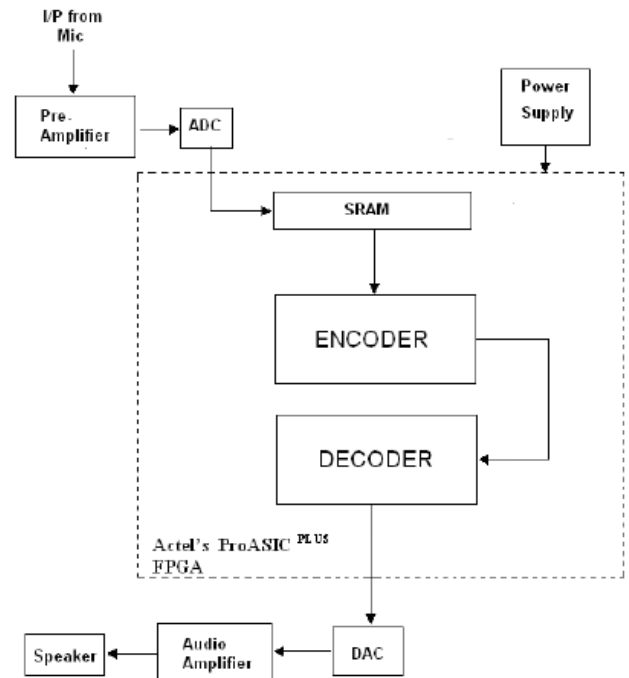 I/P from
Mic
Pre-
Amplifier
ADC
Power
Supply
SRAM
ENCODER
DECODER
Actel's ProASIC PLUS
FPGA
Speaker
Audio
Amplifier
DAC